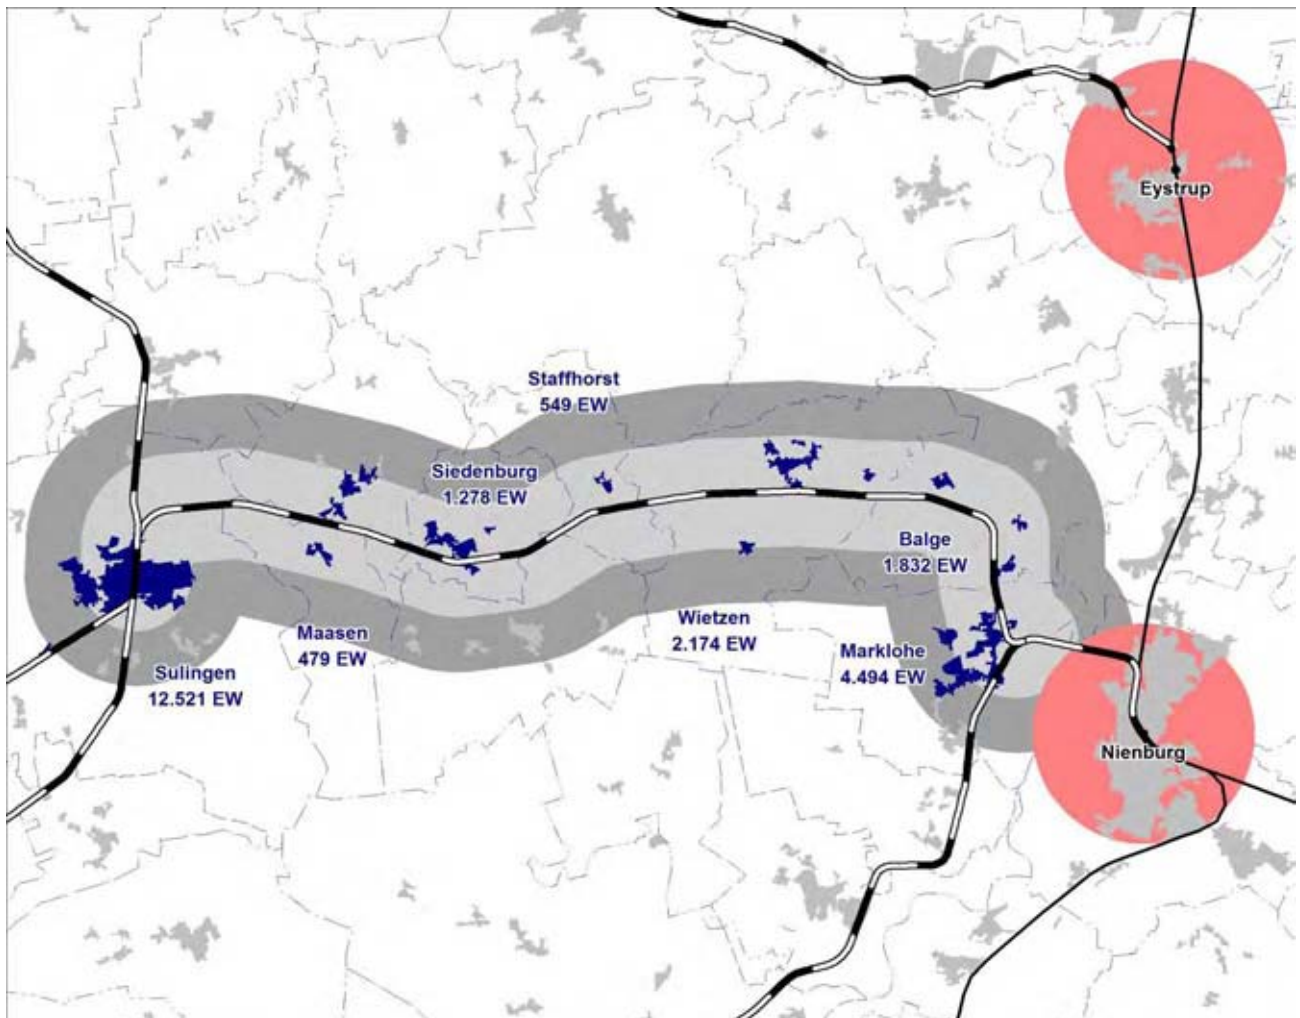 Eystrup
Staffhorst
549 EW
Siedenburg
1.278 EW
Balge
1.832 EW
Wietzen
2.174 EW
Maasen
479 EW
Marklohe
4.494 EW
Sulingen
12.521 EW
Nienburg